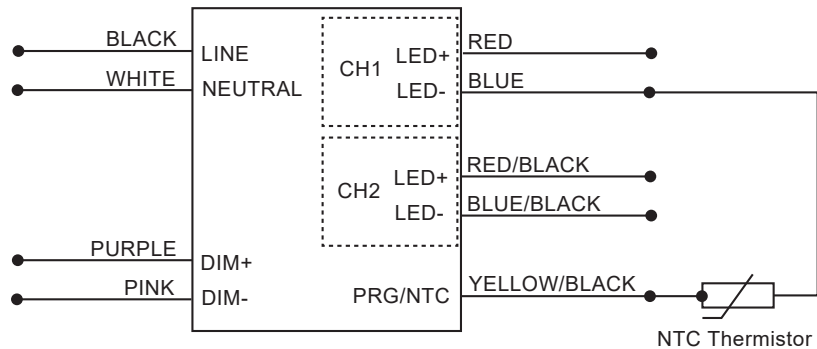 BLACK
LINE
WHITE
NEUTRAL
CH1
LED+
RED
LED-
BLUE
CH2
LED+
RED/BLACK
LED-
BLUE/BLACK
PURPLE
DIM+
PINK
DIM-
PRG/NTC
YELLOW/BLACK
NTC Thermistor